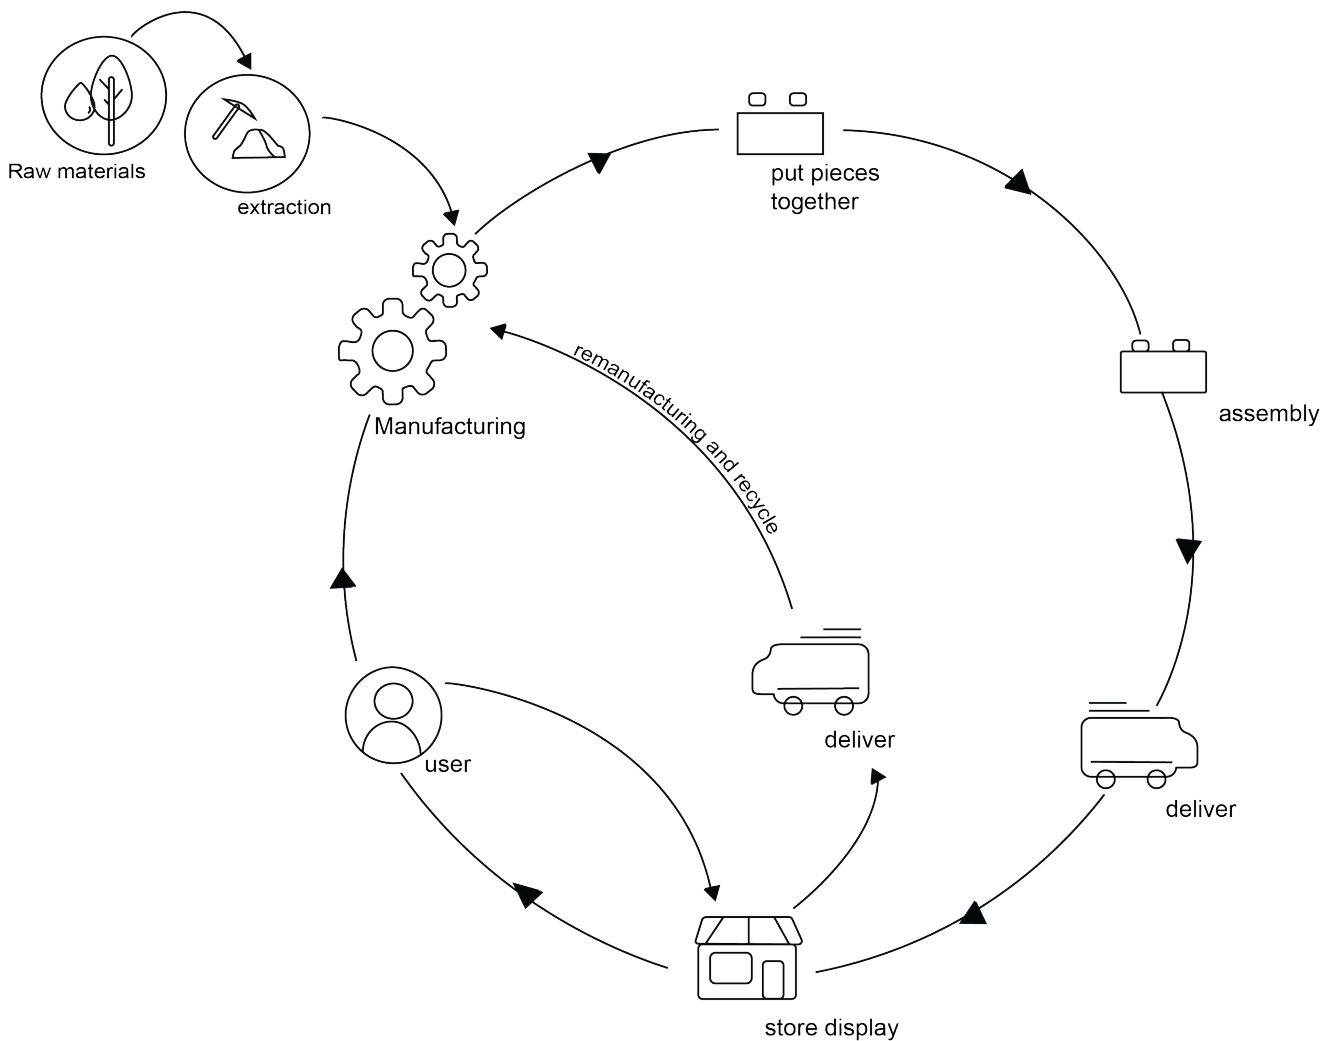 Raw materials
extraction
put pieces
together
Manufacturing
remanufacturing and recycle
assembly
deliver
user
deliver
store display